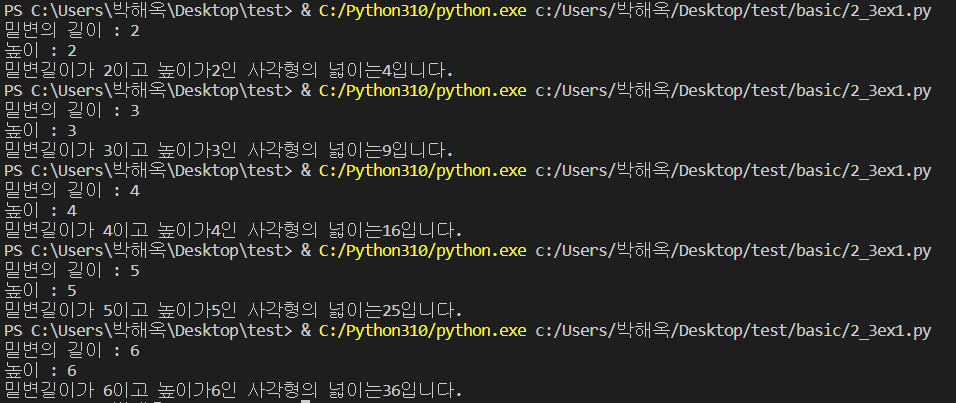 PS C:\Users\박해옥\Desktop\test> & C:/Python310/python.exe c:/Users/박해옥/Desktop/test/basic/2_3ex1.py
밑변의 길이 : 2
높이 : 2
밑변길이가 2이고 높이가2인 사각형의 넓이는4입니다.
PS C:\Users\박해옥\Desktop\test> & C:/Python310/python.exe c:/Users/박해옥/Desktop/test/basic/2_3ex1.py
밑변의 길이 : 3
높이 : 3
밑변길이가 3이고 높이가3인 사각형의 넓이는9입니다.
PS C:\Users\박해옥\Desktop\test> & C:/Python310/python.exe c:/Users/박해옥/Desktop/test/basic/2_3ex1.py
밑변의 길이 : 4
높이 : 4
밑변길이가 4이고 높이가4인 사각형의 넓이는16입니다.
PS C:\Users\박해옥\Desktop\test> & C:/Python310/python.exe c:/Users/박해옥/Desktop/test/basic/2_3ex1.py
밑변의 길이 : 5
높이 : 5
밑변길이가 5이고 높이가5인 사각형의 넓이는25입니다.
PS C:\Users\박해옥\Desktop\test> & C:/Python310/python.exe c:/Users/박해옥/Desktop/test/basic/2_3ex1.py
밑변의 길이 : 6
높이 : 6
밑변길이가 6이고 높이가6인 사각형의 넓이는36입니다.